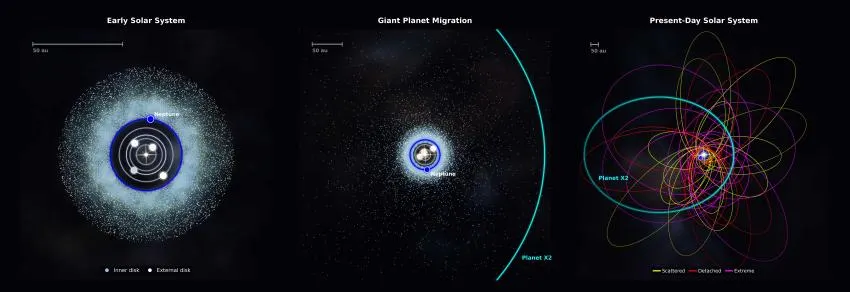 Early Solar System
50 au
Neptune
Inner disk
External disk
Giant Planet Migration
50 au
Neptune
Planet X2
Present-Day Solar System
50 au
Planet X2
Scattered
Detached
Extreme